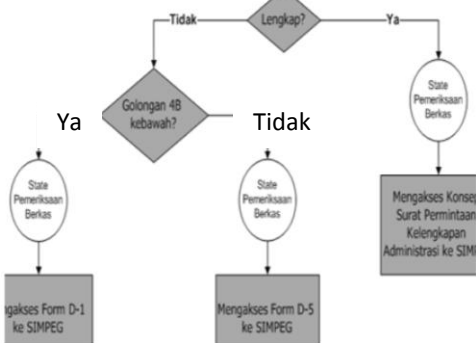 Tidak
Lengkap?
Ya
State
Pemeriksaan
Berkas
Golongan 4B
kebawah?
Ya
Tidak
State
Pemeriksaan
Berkas
State
Pemeriksaan
Berkas
Mengakses Konsep
Surat Permintaan
Kelengkapan
Administrasi ke SIM
gakses Form D-1
ke SIMPEG
Mengakses Form D-5
ke SIMPEG